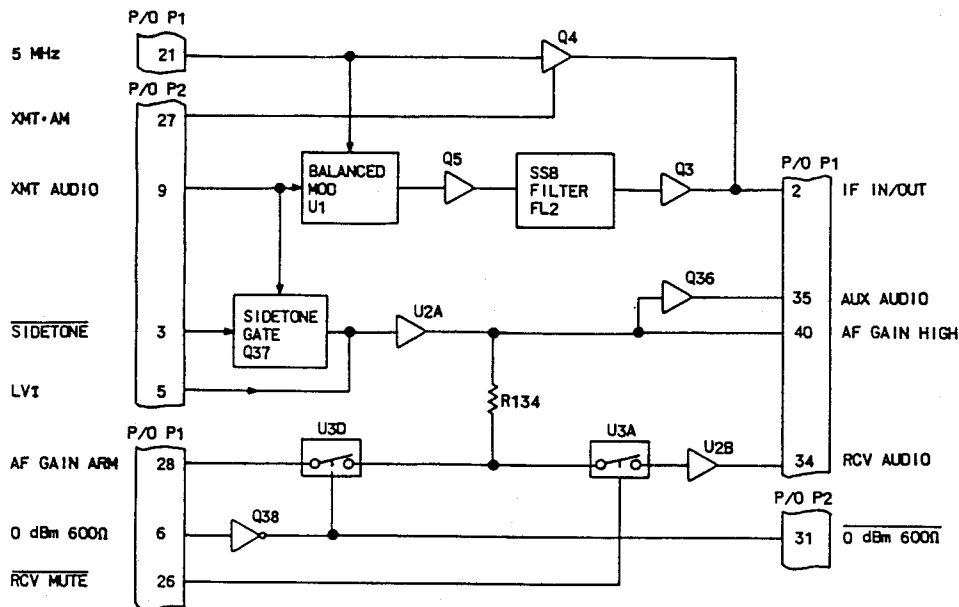 P/O P1
5 MHz 21 Q4
P/O P2
XMT·AM 27
XMT AUDIO 9 BALANCED MOD U1 Q5 SSB FILTER FL2 Q3 P/O P1 2 IF IN/OUT
Q36 35 AUX AUDIO
SIDETONE 3 SIDETONE GATE Q37 U2A 40 AF GAIN HIGH
LVI 5
R134
P/O P1 U3D U3A U2B
AF GAIN ARM 28 34 RCV AUDIO
P/O P2
0 dBm 600Ω 6 Q38 31 0 dBm 600Ω
RCV MUTE 26